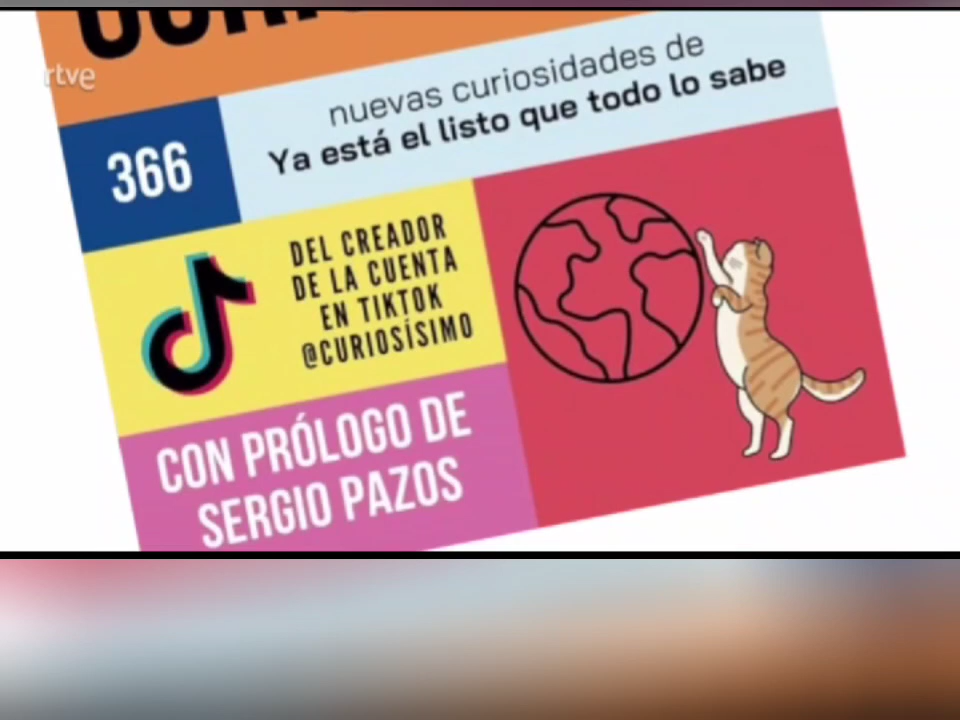 rtve
nuevas curiosidades de
Ya está el listo que todo lo sabe
366
DEL CREADOR
DE LA CUENTA
EN TIKTOK
@CURIOSÍSIMO
CON PRÓLOGO DE
SERGIO PAZOS